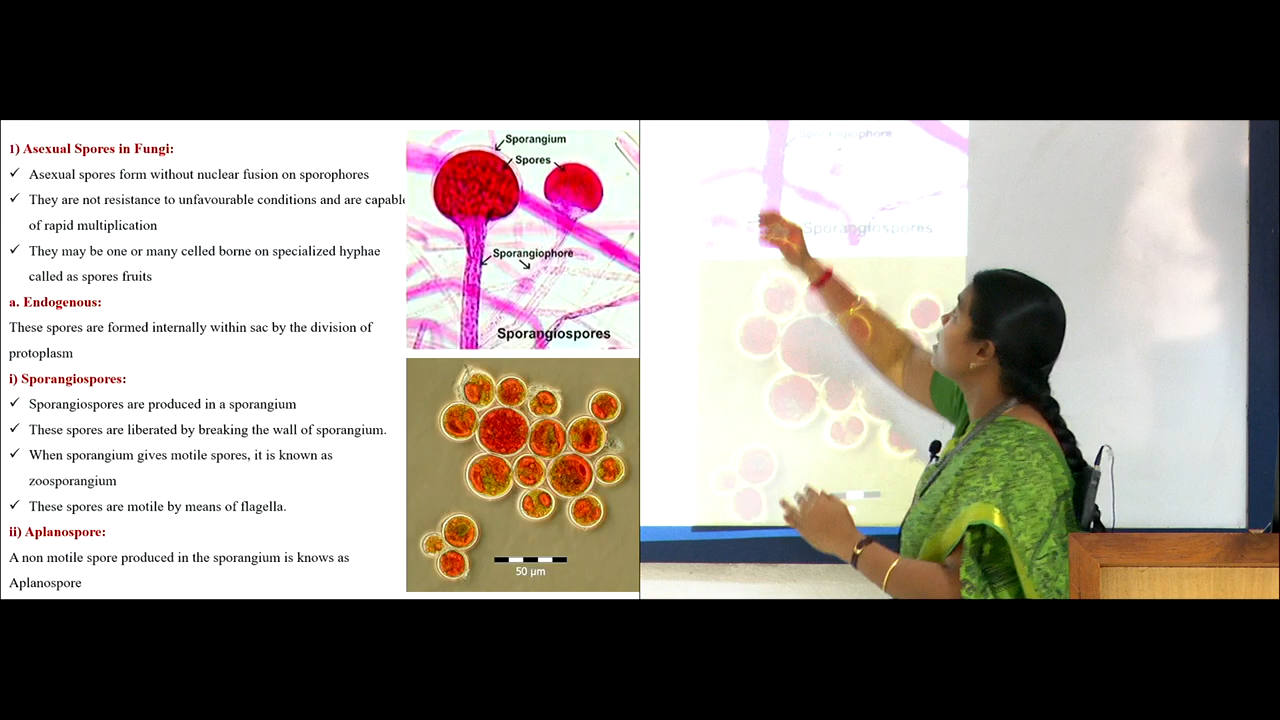 1) Asexual Spores in Fungi:
✓ Asexual spores form without nuclear fusion on sporophores
✓ They are not resistance to unfavourable conditions and are capable
of rapid multiplication
✓ They may be one or many celled borne on specialized hyphae
called as spores fruits
a. Endogenous:
These spores are formed internally within sac by the division of
protoplasm
i) Sporangiospores:
✓ Sporangiospores are produced in a sporangium
✓ These spores are liberated by breaking the wall of sporangium.
✓ When sporangium gives motile spores, it is known as
zoosporangium
✓ These spores are motile by means of flagella.
ii) Aplanospore:
A non motile spore produced in the sporangium is knows as
Aplanospore
Sporangium
Spores
Sporangiophore
Sporangiospores
50 µm
Sporangiophore
Sporangiospores